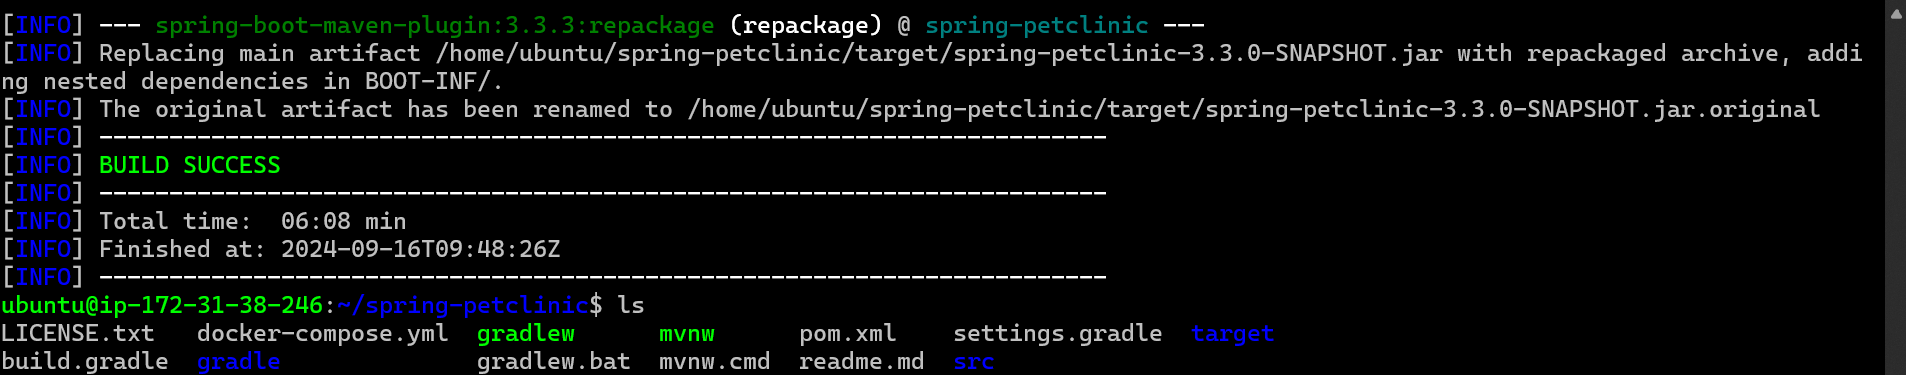 [INFO] --- spring-boot-maven-plugin:3.3.3:repackage (repackage) @ spring-petclinic ---
[INFO] Replacing main artifact /home/ubuntu/spring-petclinic/target/spring-petclinic-3.3.0-SNAPSHOT.jar with repackaged archive, addi
ng nested dependencies in BOOT-INF/.
[INFO] The original artifact has been renamed to /home/ubuntu/spring-petclinic/target/spring-petclinic-3.3.0-SNAPSHOT.jar.original
[INFO] ------------------------------------------------------------------------
[INFO] BUILD SUCCESS
[INFO] ------------------------------------------------------------------------
[INFO] Total time:  06:08 min
[INFO] Finished at: 2024-09-16T09:48:26Z
[INFO] ------------------------------------------------------------------------
ubuntu@ip-172-31-38-246:~/spring-petclinic$ ls
LICENSE.txt   docker-compose.yml  gradlew      mvnw      pom.xml    settings.gradle  target
build.gradle  gradle              gradlew.bat  mvnw.cmd  readme.md  src